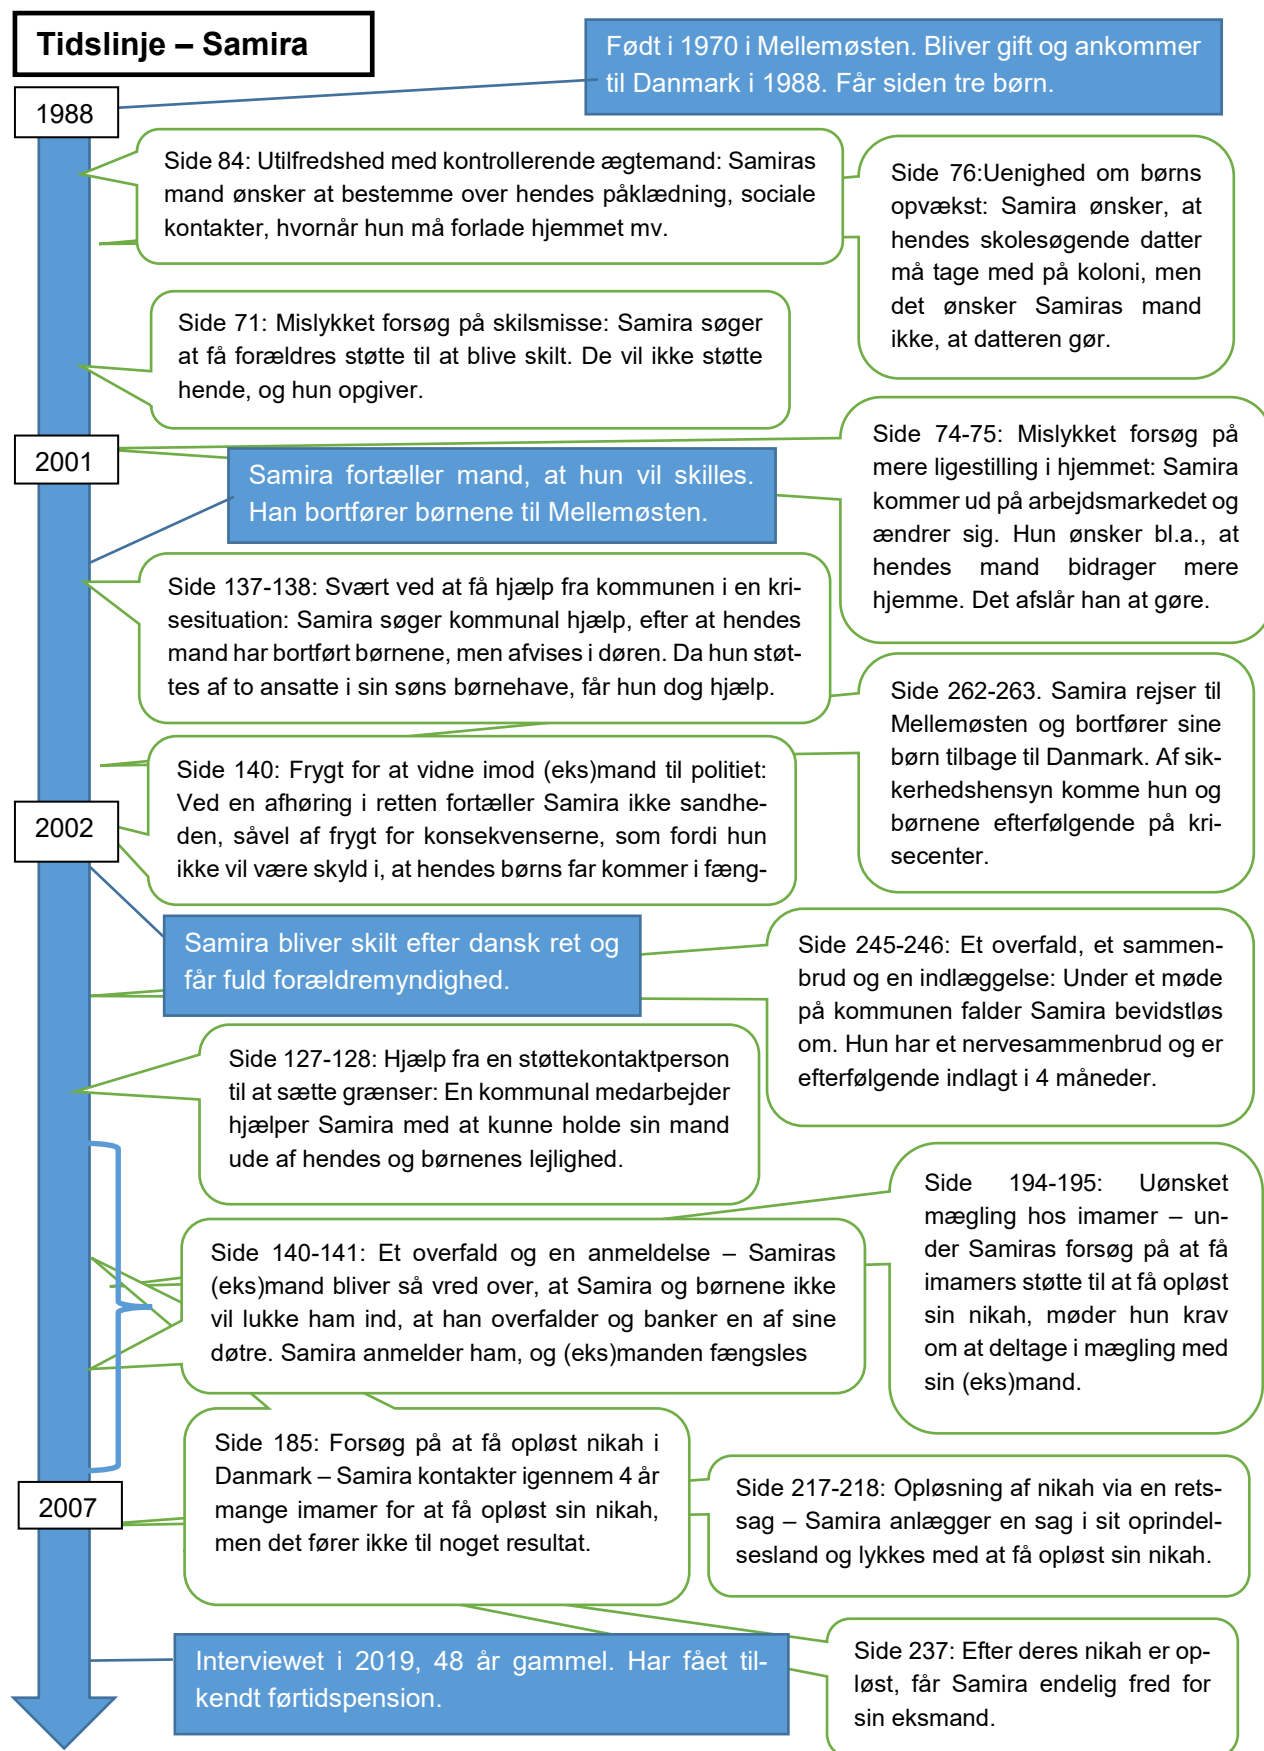 Tidslinje – Samira
Født i 1970 i Mellemøsten. Bliver gift og ankommer
til Danmark i 1988. Får siden tre børn.
1988
Side 84: Utilfredshed med kontrollerende ægtemand: Samiras
mand ønsker at bestemme over hendes påklædning, sociale
kontakter, hvornår hun må forlade hjemmet mv.
Side 76:Uenighed om børns
opvækst: Samira ønsker, at
hendes skolesøgende datter
må tage med på koloni, men
det ønsker Samiras mand
ikke, at datteren gør.
Side 71: Mislykket forsøg på skilsmisse: Samira søger
at få forældres støtte til at blive skilt. De vil ikke støtte
hende, og hun opgiver.
2001
Side 74-75: Mislykket forsøg på
mere ligestilling i hjemmet: Samira
kommer ud på arbejdsmarkedet og
ændrer sig. Hun ønsker bl.a., at
hendes mand bidrager mere
hjemme. Det afslår han at gøre.
Samira fortæller mand, at hun vil skilles.
Han bortfører børnene til Mellemøsten.
Side 137-138: Svært ved at få hjælp fra kommunen i en kri-
sesituation: Samira søger kommunal hjælp, efter at hendes
mand har bortført børnene, men afvises i døren. Da hun støt-
tes af to ansatte i sin søns børnehave, får hun dog hjælp.
Side 262-263. Samira rejser til
Mellemøsten og bortfører sine
børn tilbage til Danmark. Af sik-
kerhedshensyn komme hun og
børnene efterfølgende på kri-
secenter.
Side 140: Frygt for at vidne imod (eks)mand til politiet:
Ved en afhøring i retten fortæller Samira ikke sandhe-
den, såvel af frygt for konsekvenserne, som fordi hun
ikke vil være skyld i, at hendes børns far kommer i fæng-
2002
Samira bliver skilt efter dansk ret og
får fuld forældremyndighed.
Side 245-246: Et overfald, et sammen-
brud og en indlæggelse: Under et møde
på kommunen falder Samira bevidstløs
om. Hun har et nervesammenbrud og er
efterfølgende indlagt i 4 måneder.
Side 127-128: Hjælp fra en støttekontaktperson
til at sætte grænser: En kommunal medarbejder
hjælper Samira med at kunne holde sin mand
ude af hendes og børnenes lejlighed.
Side 194-195: Uønsket
mægling hos imamer – un-
der Samiras forsøg på at få
imamers støtte til at få opløst
sin nikah, møder hun krav
om at deltage i mægling med
sin (eks)mand.
Side 140-141: Et overfald og en anmeldelse – Samiras
(eks)mand bliver så vred over, at Samira og børnene ikke
vil lukke ham ind, at han overfalder og banker en af sine
døtre. Samira anmelder ham, og (eks)manden fængsles
Side 185: Forsøg på at få opløst nikah i
Danmark – Samira kontakter igennem 4 år
mange imamer for at få opløst sin nikah,
men det fører ikke til noget resultat.
2007
Side 217-218: Opløsning af nikah via en rets-
sag – Samira anlægger en sag i sit oprindel-
sesland og lykkes med at få opløst sin nikah.
Interviewet i 2019, 48 år gammel. Har fået til-
kendt førtidspension.
Side 237: Efter deres nikah er op-
løst, får Samira endelig fred for
sin eksmand.